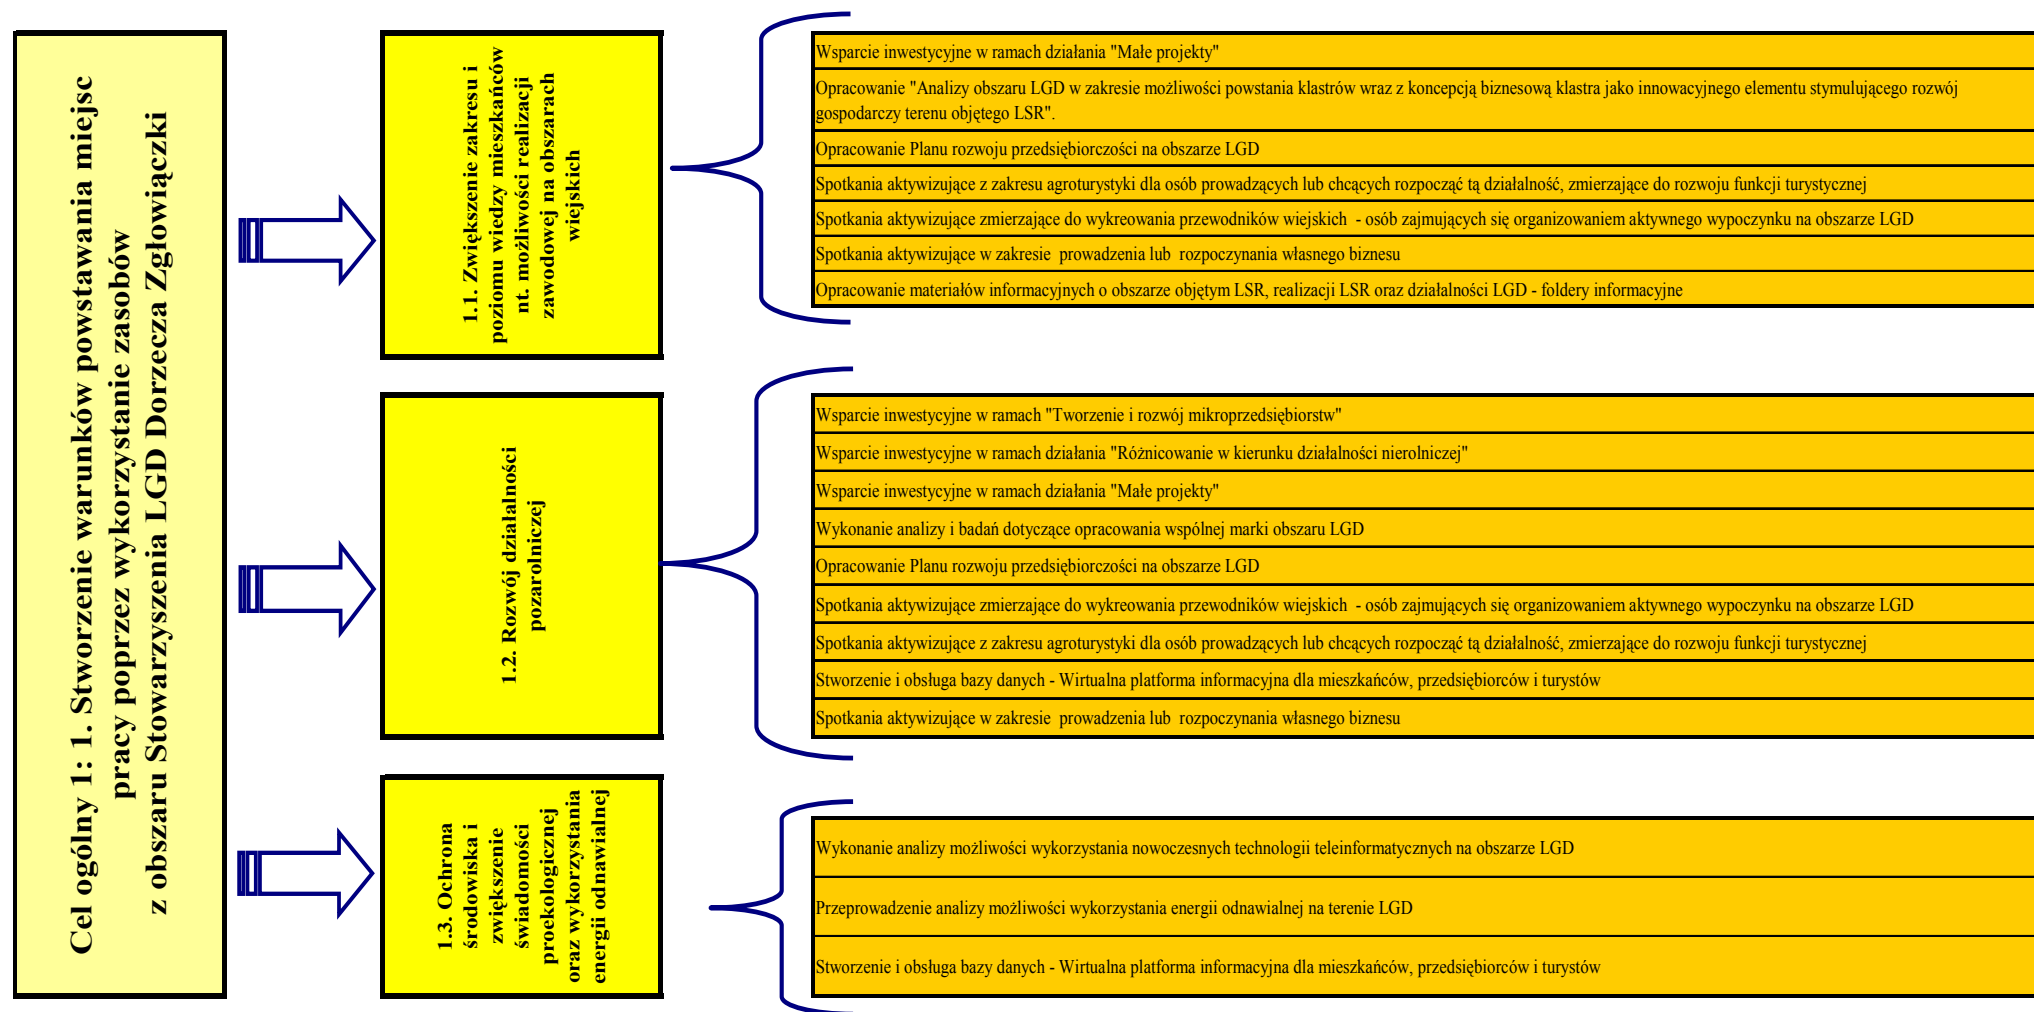 Cel ogólny 1: 1. Stworzenie warunków powstawania miejsc
pracy poprzez wykorzystanie zasobów
z obszaru Stowarzyszenia LGD Dorzecza Zgłowiączki
1.1. Zwiększenie zakresu i
poziomu wiedzy mieszkańców
nt. możliwości realizacji
zawodowej na obszarach
wiejskich
Wsparcie inwestycyjne w ramach działania "Małe projekty"
Opracowanie "Analizy obszaru LGD w zakresie możliwości powstania klastrów wraz z koncepcją biznesową klastra jako innowacyjnego elementu stymulującego rozwój
gospodarczy terenu objętego LSR".
Opracowanie Planu rozwoju przedsiębiorczości na obszarze LGD
Spotkania aktywizujące z zakresu agroturystyki dla osób prowadzących lub chcących rozpocząć tą działalność, zmierzające do rozwoju funkcji turystycznej
Spotkania aktywizujące zmierzające do wykreowania przewodników wiejskich - osób zajmujących się organizowaniem aktywnego wypoczynku na obszarze LGD
Spotkania aktywizujące w zakresie prowadzenia lub rozpoczynania własnego biznesu
Opracowanie materiałów informacyjnych o obszarze objętym LSR, realizacji LSR oraz działalności LGD - foldery informacyjne
1.2. Rozwój działalności
pozarolniczej
Wsparcie inwestycyjne w ramach "Tworzenie i rozwój mikroprzedsiębiorstw"
Wsparcie inwestycyjne w ramach działania "Różnicowanie w kierunku działalności nierolniczej"
Wsparcie inwestycyjne w ramach działania "Małe projekty"
Wykonanie analizy i badań dotyczące opracowania wspólnej marki obszaru LGD
Opracowanie Planu rozwoju przedsiębiorczości na obszarze LGD
Spotkania aktywizujące zmierzające do wykreowania przewodników wiejskich - osób zajmujących się organizowaniem aktywnego wypoczynku na obszarze LGD
Spotkania aktywizujące z zakresu agroturystyki dla osób prowadzących lub chcących rozpocząć tą działalność, zmierzające do rozwoju funkcji turystycznej
Stworzenie i obsługa bazy danych - Wirtualna platforma informacyjna dla mieszkańców, przedsiębiorców i turystów
Spotkania aktywizujące w zakresie prowadzenia lub rozpoczynania własnego biznesu
1.3. Ochrona
środowiska i
zwiększenie
świadomości
proekologicznej
oraz wykorzystania
energii odnawialnej
Wykonanie analizy możliwości wykorzystania nowoczesnych technologii teleinformatycznych na obszarze LGD
Przeprowadzenie analizy możliwości wykorzystania energii odnawialnej na terenie LGD
Stworzenie i obsługa bazy danych - Wirtualna platforma informacyjna dla mieszkańców, przedsiębiorców i turystów